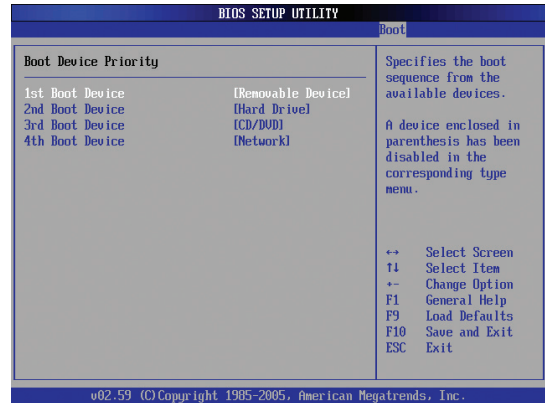 BIOS SETUP UTILITY
Boot
Boot Device Priority
1st Boot Device [Removable Device]
2nd Boot Device [Hard Drive]
3rd Boot Device [CD/DVD]
4th Boot Device [Network]
Specifies the boot
sequence from the
available devices.
A device enclosed in
parenthesis has been
disabled in the
corresponding type
menu.
↔ Select Screen
↑↓ Select Item
+- Change Option
F1 General Help
F9 Load Defaults
F10 Save and Exit
ESC Exit
v02.59 (C)Copyright 1985-2005, American Megatrends, Inc.